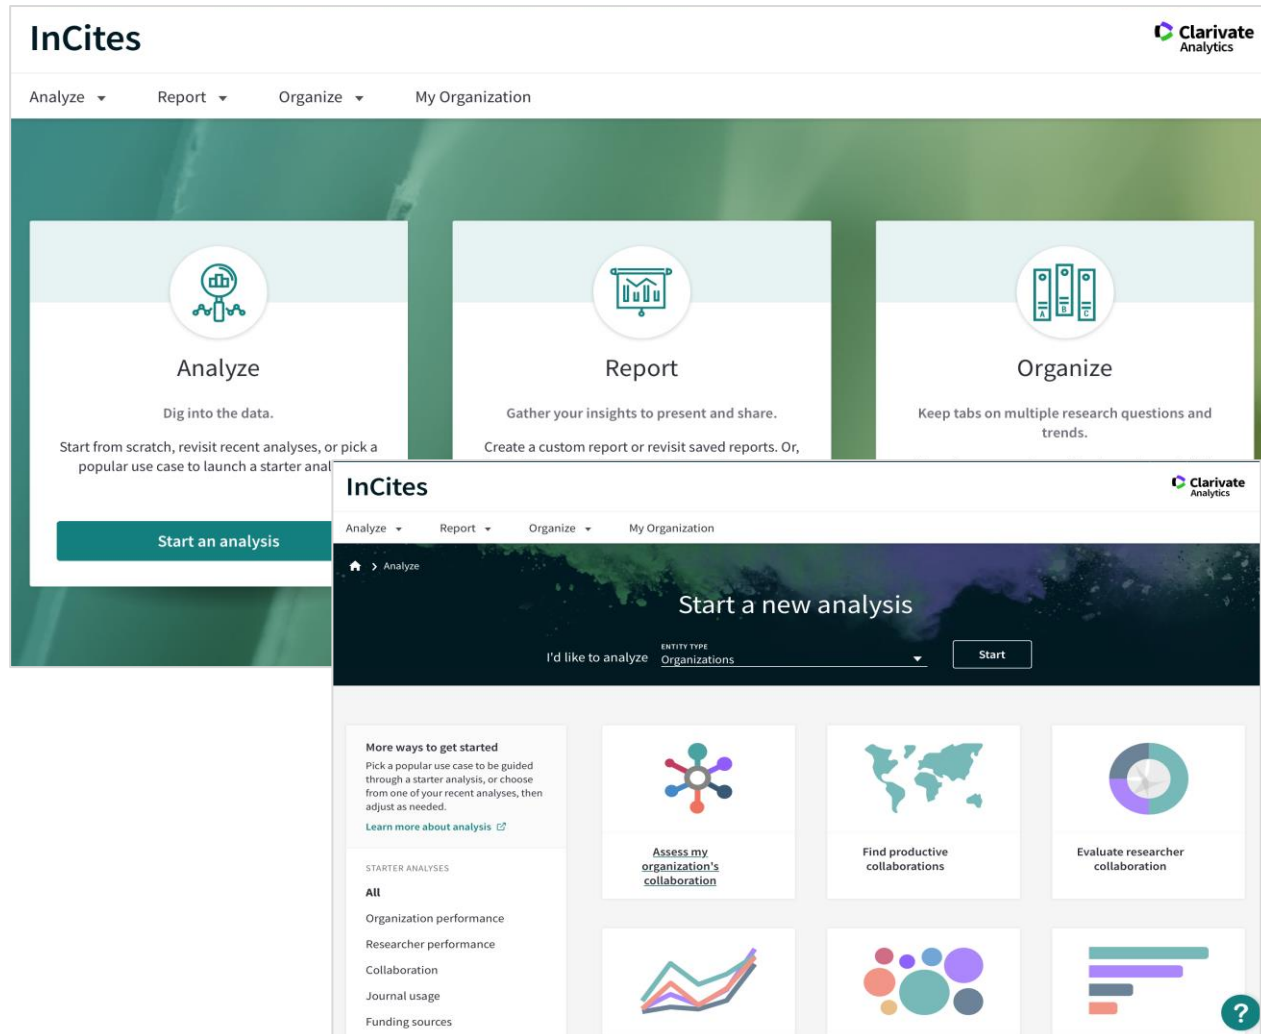 InCites
Clarivate
Analytics
Analyze
Report
Organize
My Organization
Analyze
Dig into the data.
Start from scratch, revisit recent analyses, or pick a
popular use case to launch a starter anal
Start an analysis
Report
Gather your insights to present and share.
Create a custom report or revisit saved reports. Or,
A
B
C
Organize
Keep tabs on multiple research questions and
trends.
InCites
Clarivate
Analytics
Analyze
Report
Organize
My Organization
Analyze
Start a new analysis
I'd like to analyze
ENTITY TYPE
Organizations
Start
More ways to get started
Pick a popular use case to be guided
through a starter analysis, or choose
from one of your recent analyses, then
adjust as needed.
Learn more about analysis
STARTER ANALYSES
All
Organization performance
Researcher performance
Collaboration
Journal usage
Funding sources
Assess my
organization's
collaboration
Find productive
collaborations
Evaluate researcher
collaboration
?